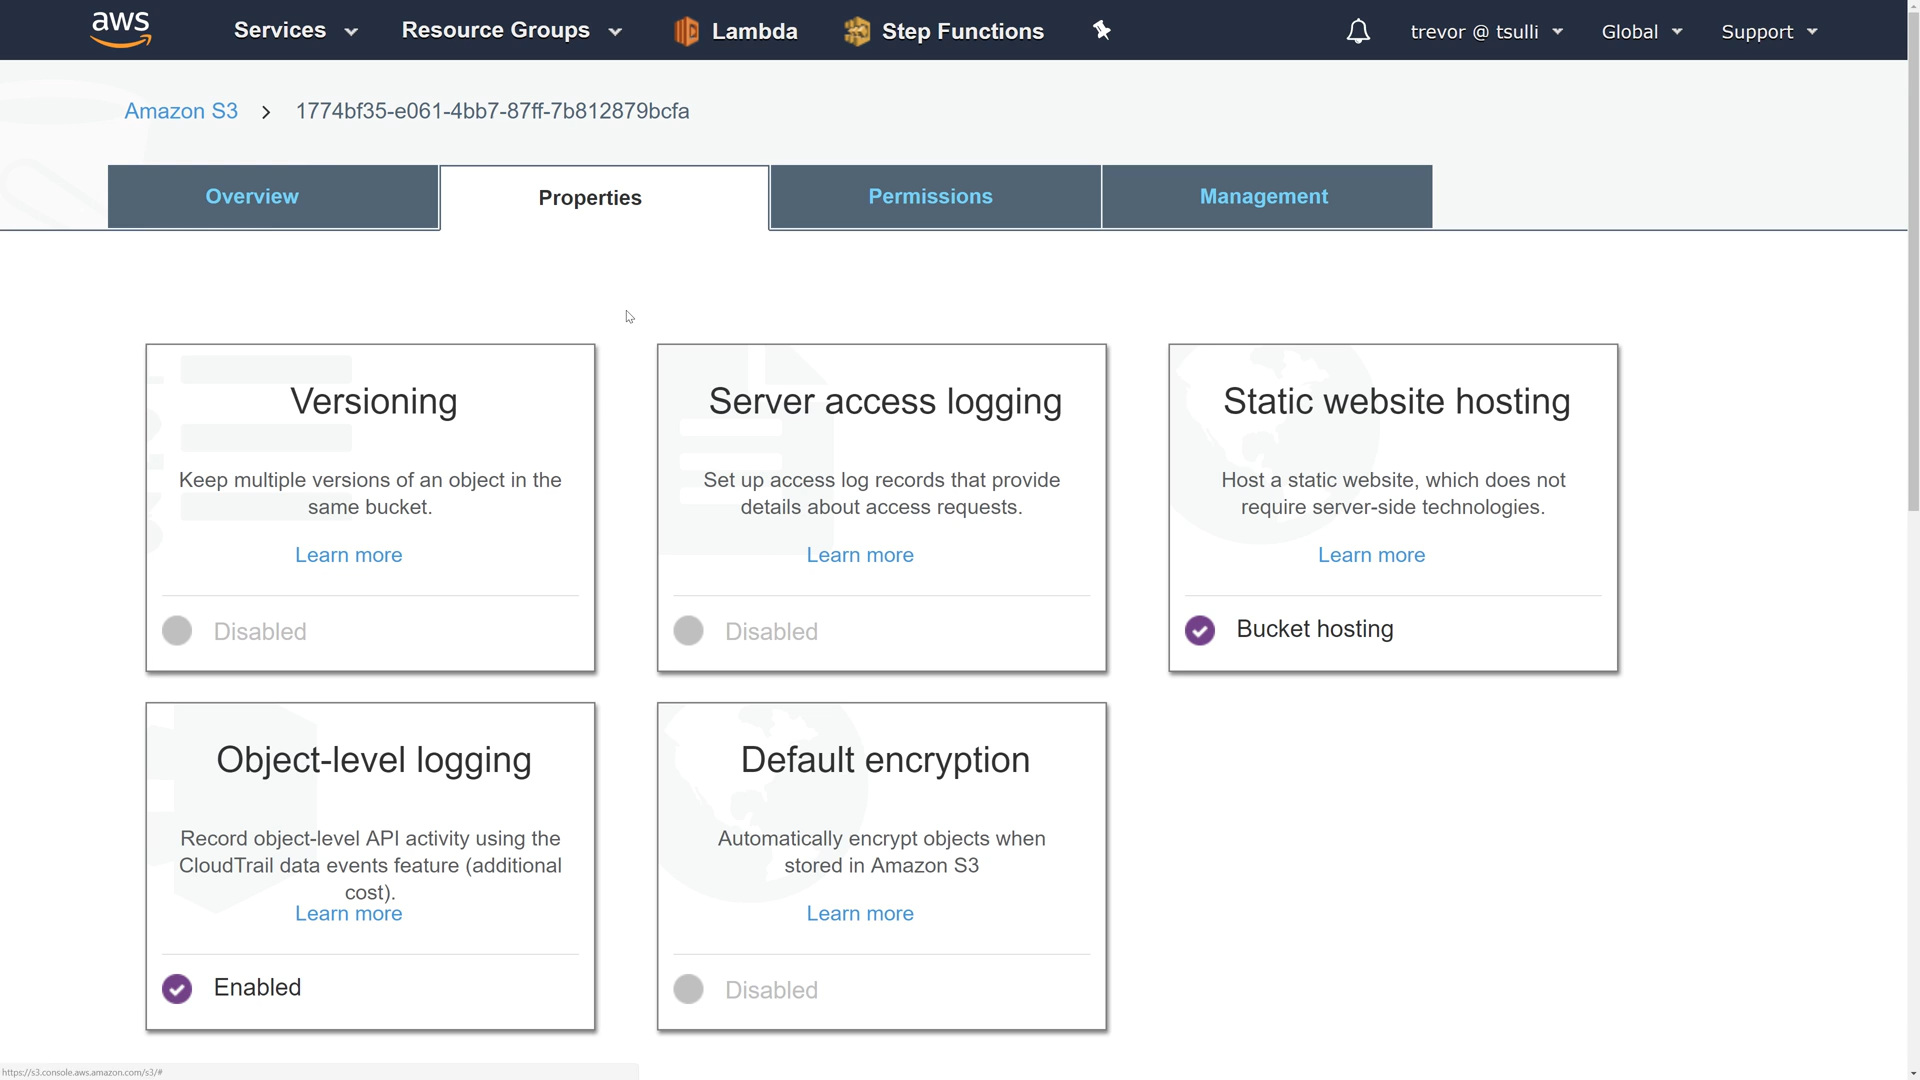 aws Services Resource Groups Lambda Step Functions trevor @ tsulli Global Support
Amazon S3 > 1774bf35-e061-4bb7-87ff-7b812879bcfa
Overview Properties Permissions Management
Versioning
Keep multiple versions of an object in the
same bucket.
Learn more
Disabled
Server access logging
Set up access log records that provide
details about access requests.
Learn more
Disabled
Static website hosting
Host a static website, which does not
require server-side technologies.
Learn more
Bucket hosting
Object-level logging
Record object-level API activity using the
CloudTrail data events feature (additional
cost).
Learn more
Enabled
Default encryption
Automatically encrypt objects when
stored in Amazon S3
Learn more
Disabled
https://s3.console.aws.amazon.com/s3/#